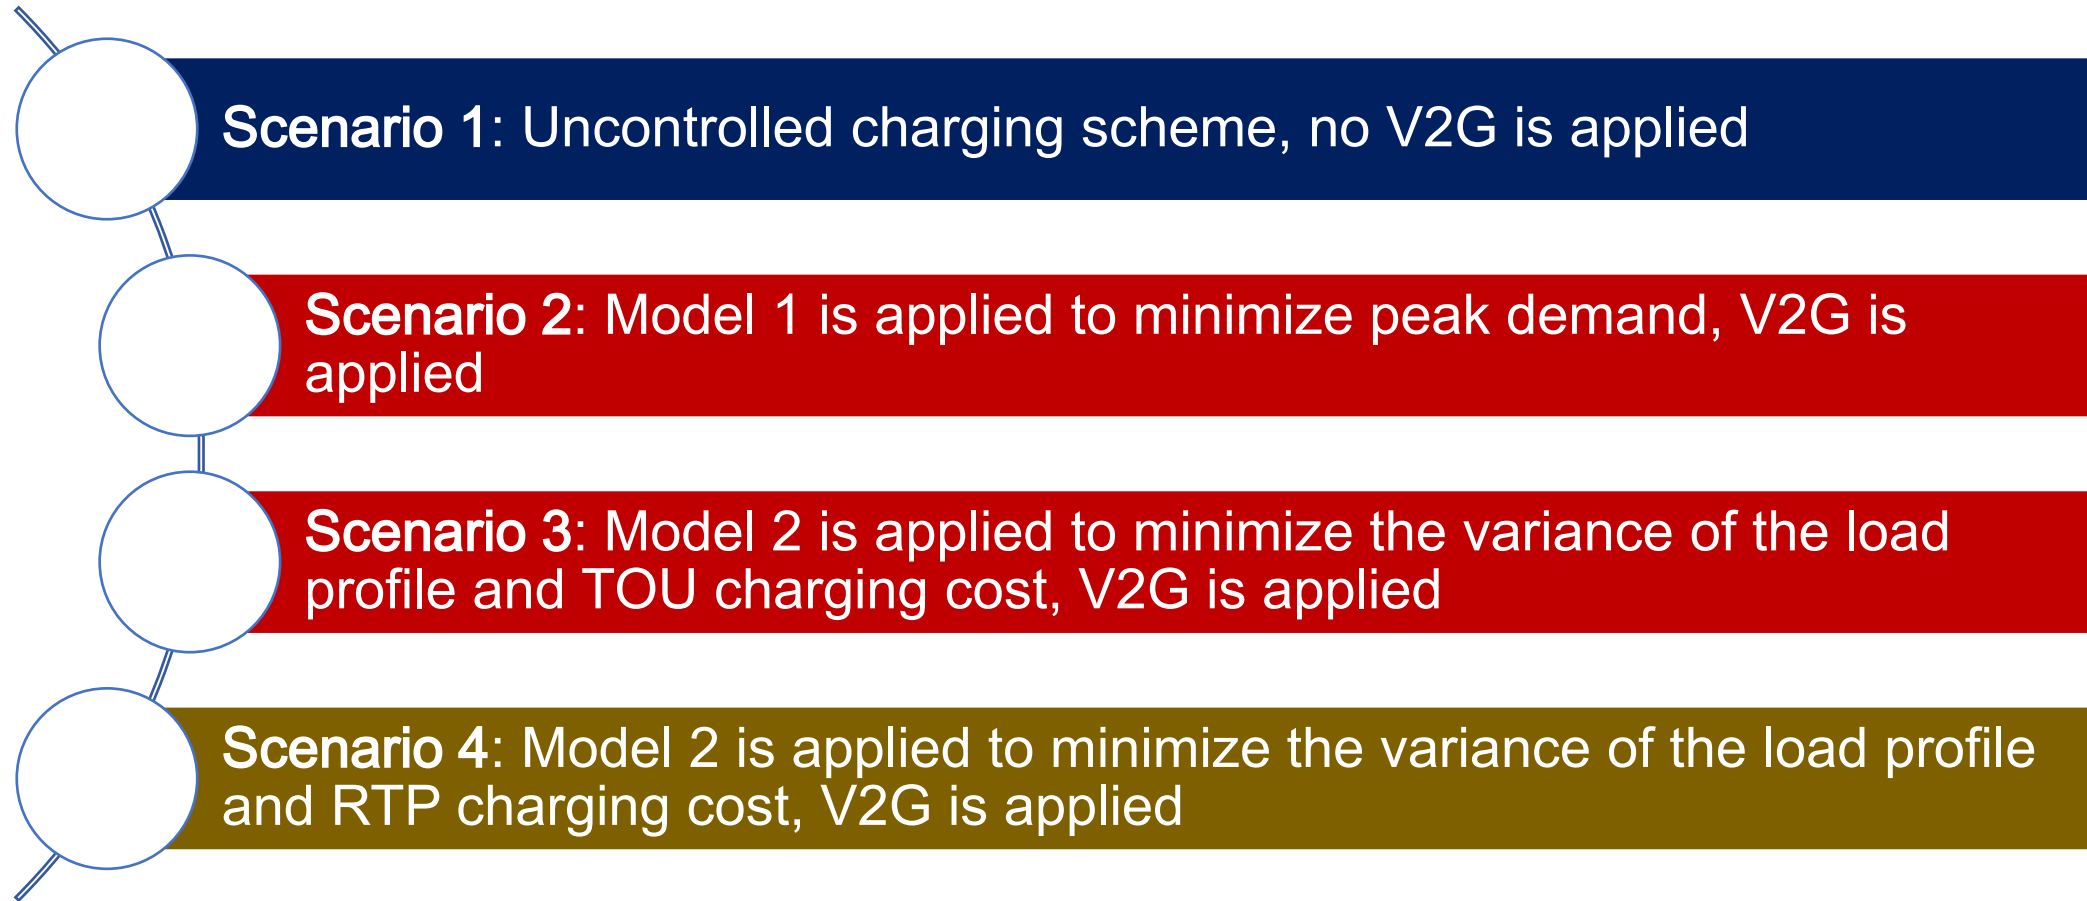 Scenario 1: Uncontrolled charging scheme, no V2G is applied
Scenario 2: Model 1 is applied to minimize peak demand, V2G is
applied
Scenario 3: Model 2 is applied to minimize the variance of the load
profile and TOU charging cost, V2G is applied
Scenario 4: Model 2 is applied to minimize the variance of the load profile
and RTP charging cost, V2G is applied